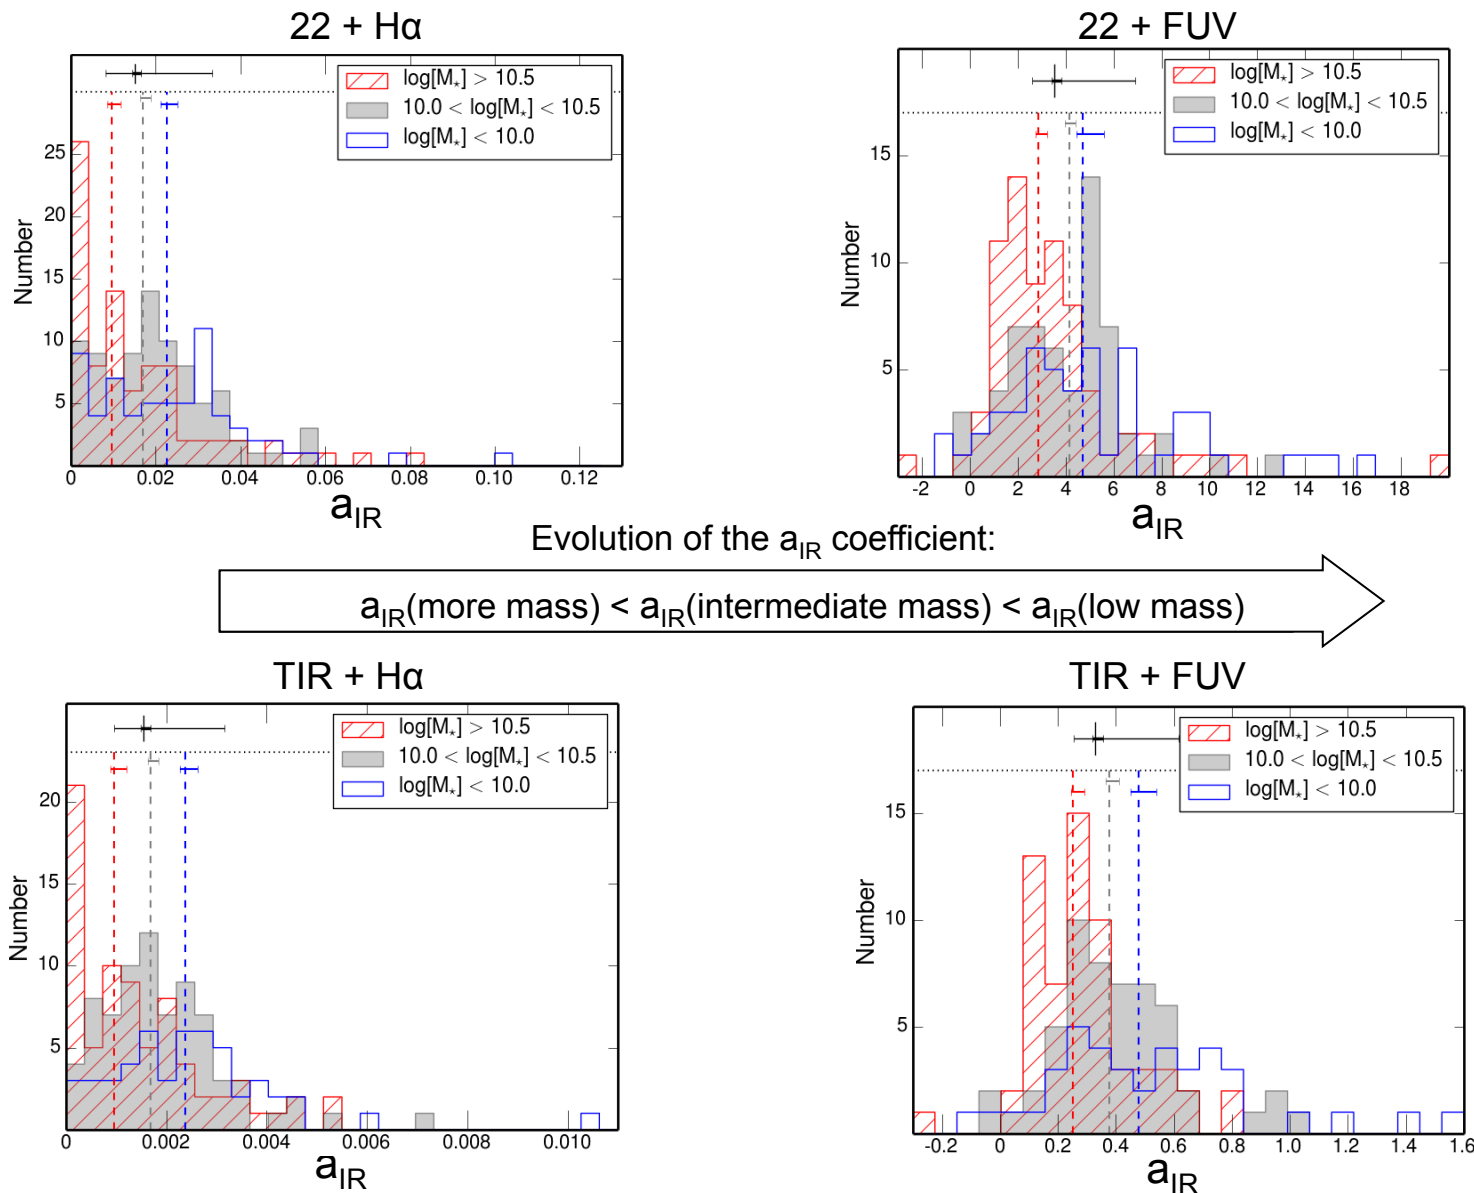 22 + Hα
log[M⋆] > 10.5
10.0 < log[M⋆] < 10.5
log[M⋆] < 10.0
Number
25
20
15
10
5
0
0.02
0.04
0.06
0.08
0.10
0.12
aIR
22 + FUV
log[M⋆] > 10.5
10.0 < log[M⋆] < 10.5
log[M⋆] < 10.0
Number
15
10
5
-2
0
2
4
6
8
10
12
14
16
18
aIR
Evolution of the aIR coefficient:
aIR(more mass) < aIR(intermediate mass) < aIR(low mass)
TIR + Hα
log[M⋆] > 10.5
10.0 < log[M⋆] < 10.5
log[M⋆] < 10.0
Number
20
15
10
5
0
0.002
0.004
0.006
0.008
0.010
aIR
TIR + FUV
log[M⋆] > 10.5
10.0 < log[M⋆] < 10.5
log[M⋆] < 10.0
Number
15
10
5
-0.2
0
0.2
0.4
0.6
0.8
1.0
1.2
1.4
1.6
aIR